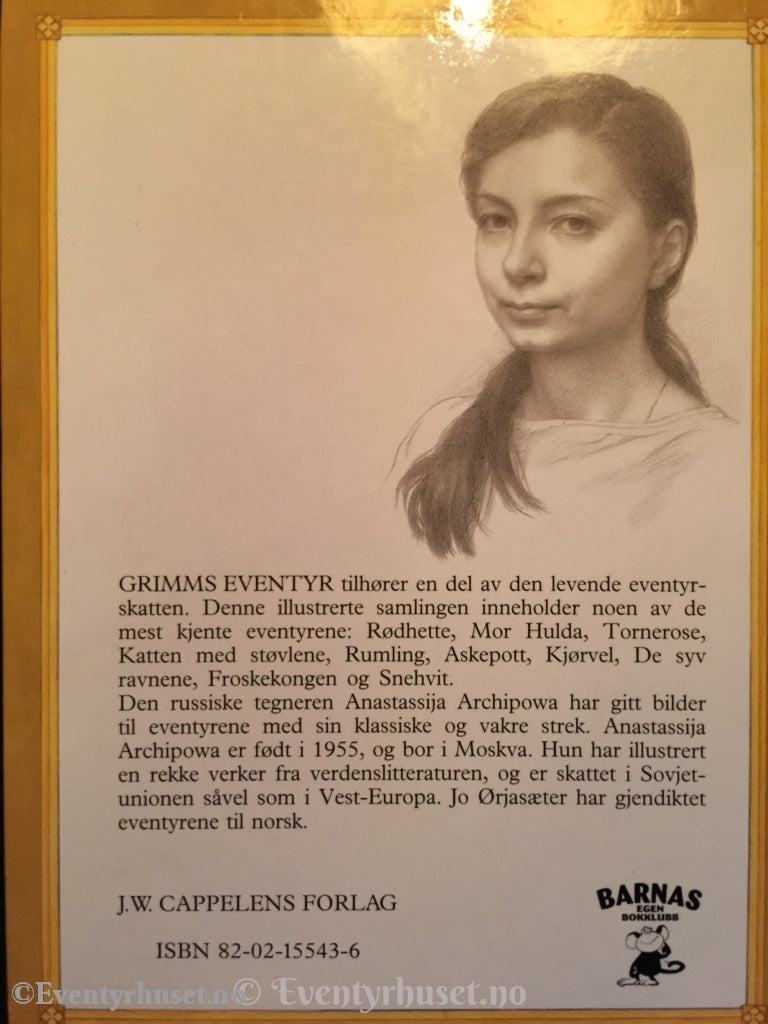 GRIMMS EVENTYR tilhører en del av den levende eventyr-
skatten. Denne illustrerte samlingen inneholder noen av de
mest kjente eventyrene: Rødhette, Mor Hulda, Tornerose,
Katten med støvlene, Rumling, Askepott, Kjørvel, De syv
ravnene, Froskekongen og Snehvit.
Den russiske tegneren Anastassija Archipowa har gitt bilder
til eventyrene med sin klassiske og vakre strek. Anastassija
Archipowa er født i 1955, og bor i Moskva. Hun har illustrert
en rekke verker fra verdenslitteraturen, og er skattet i Sovjet-
unionen såvel som i Vest-Europa. Jo Ørjasæter har gjendiktet
eventyrene til norsk.
J.W. CAPPELENS FORLAG
BARNAS
EGEN
BOKKLUBB
ISBN 82-02-15543-6
©Eventyrhuset.no
© Eventyrhuset.no